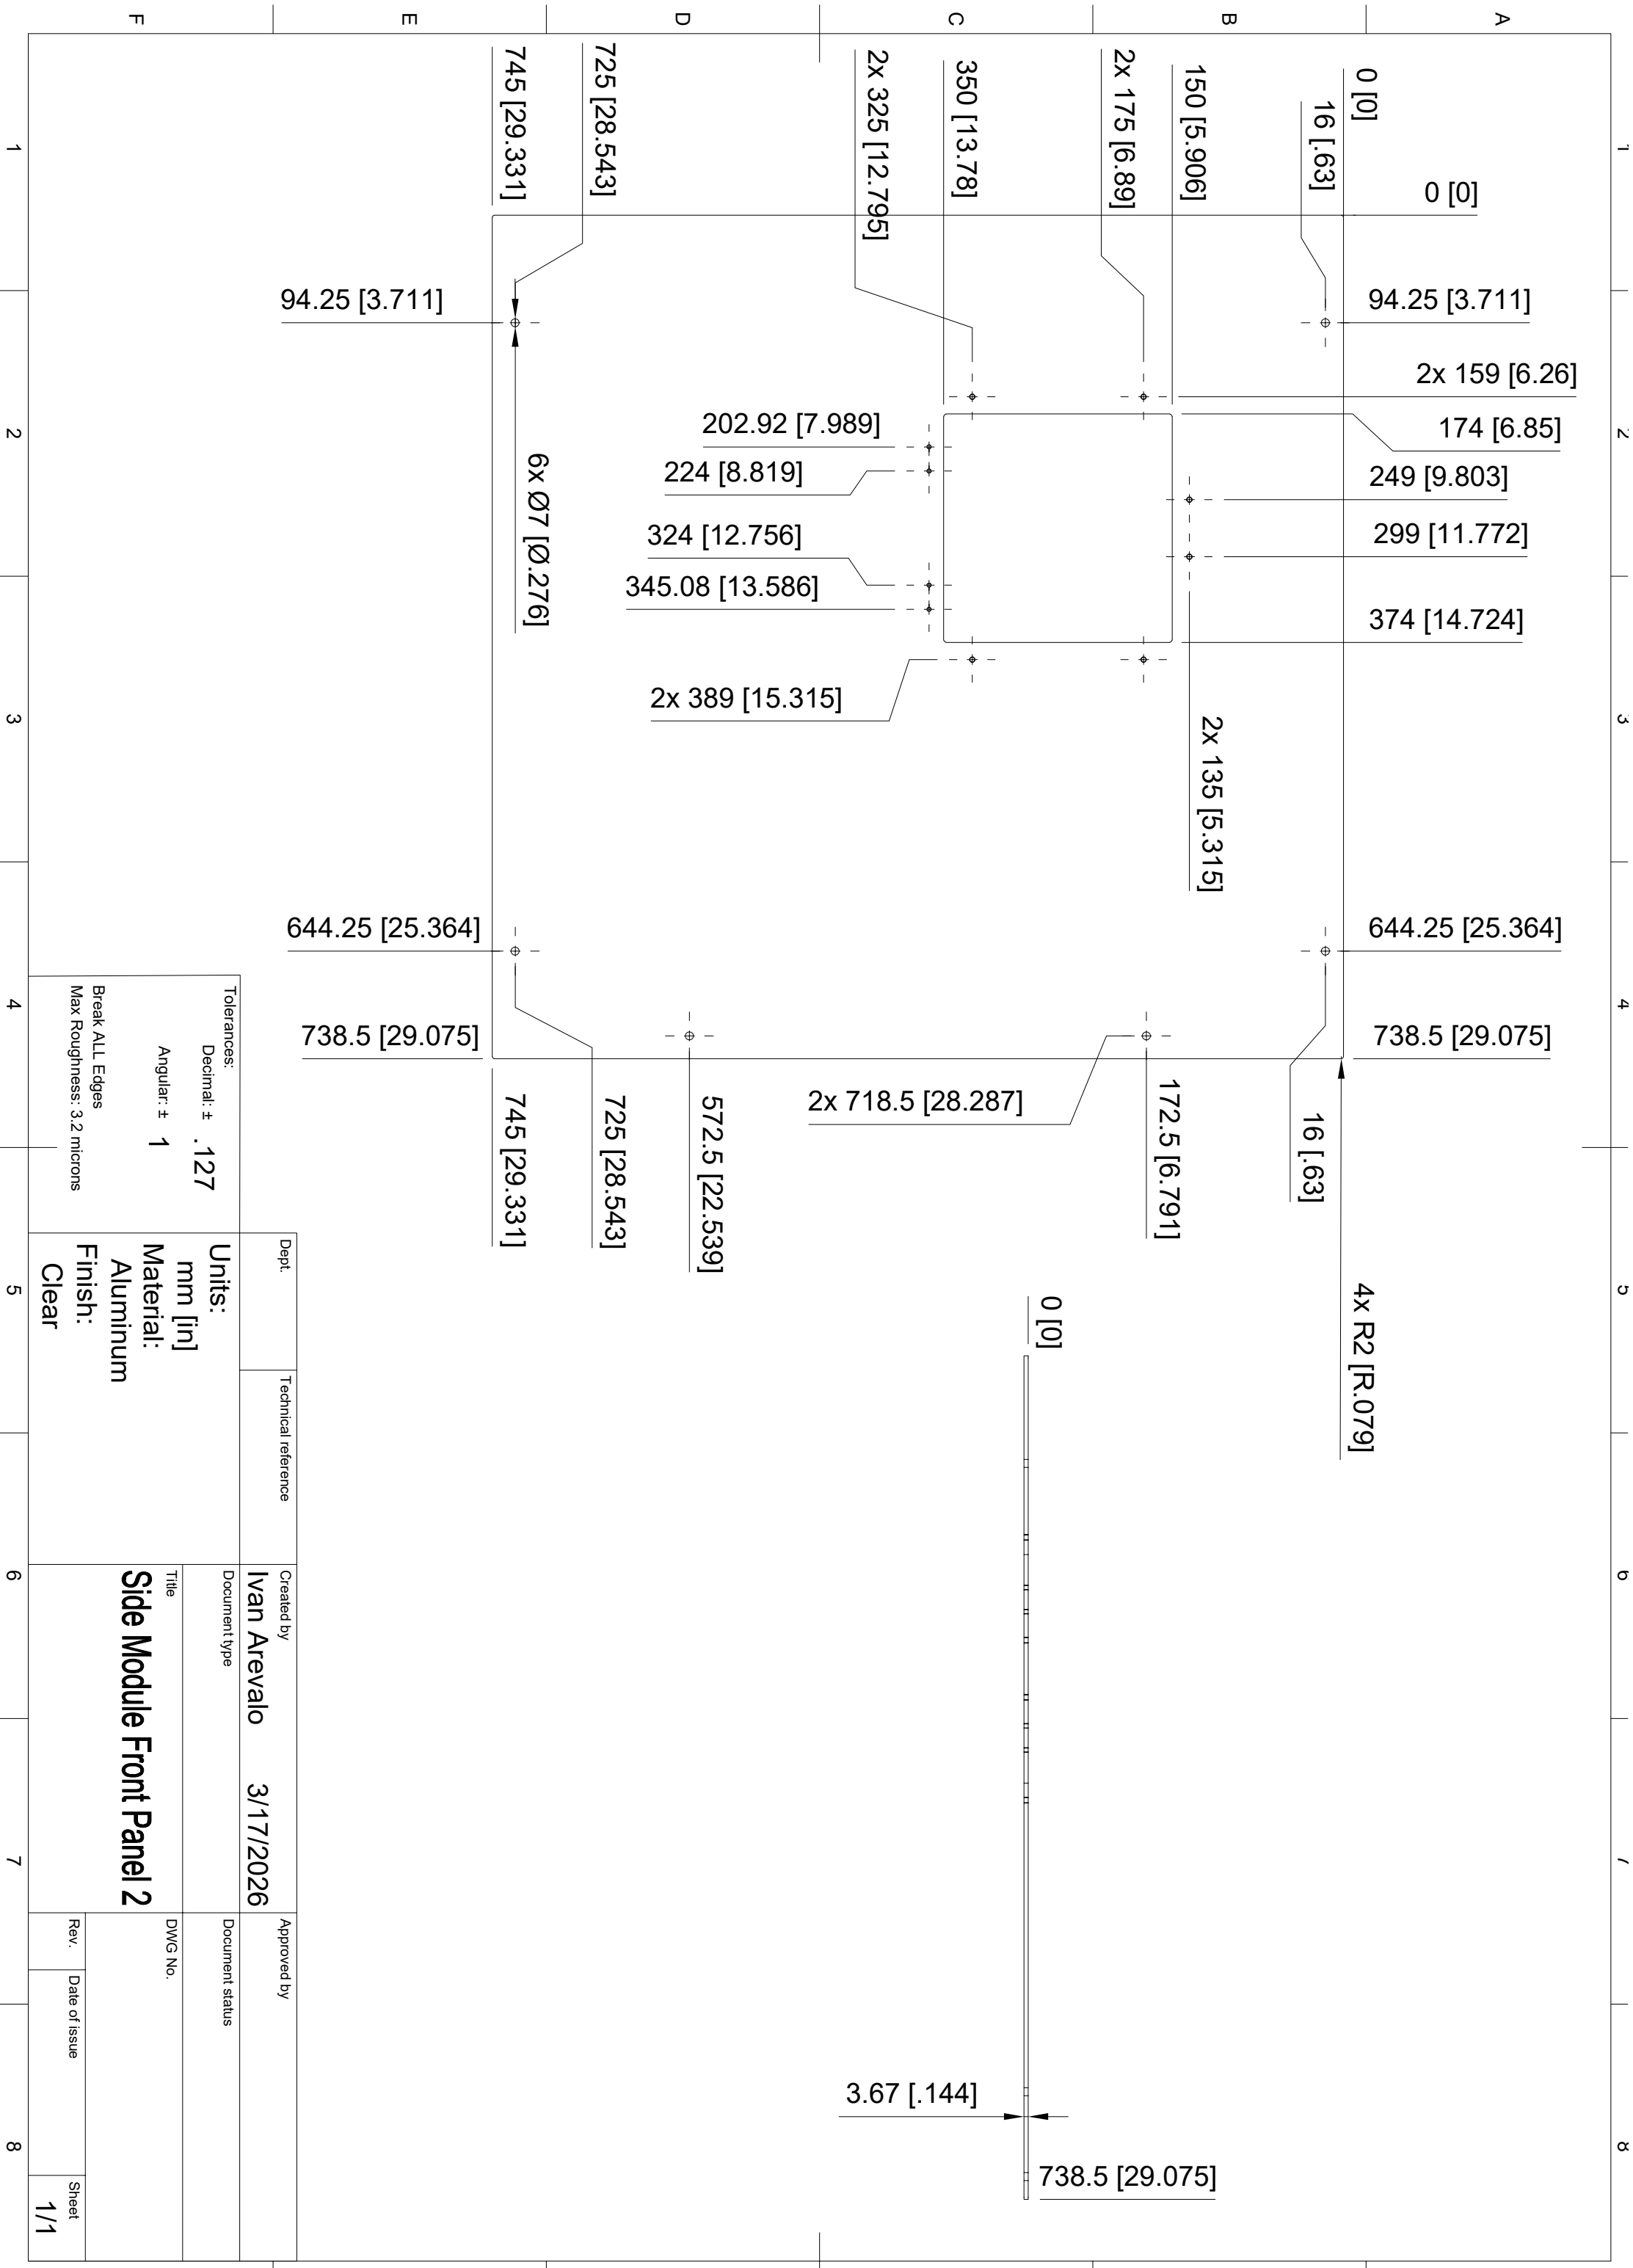 A
B
C
D
E
F
1
2
3
4
5
6
7
8
1
2
3
4
5
6
7
8
0 [0]
16 [.63]
150 [5.906]
2x 175 [6.89]
350 [13.78]
2x 325 [12.795]
725 [28.543]
745 [29.331]
0 [0]
94.25 [3.711]
94.25 [3.711]
2x 159 [6.26]
174 [6.85]
202.92 [7.989]
224 [8.819]
249 [9.803]
324 [12.756]
299 [11.772]
345.08 [13.586]
374 [14.724]
6x Ø7 [Ø.276]
2x 389 [15.315]
2x 135 [5.315]
644.25 [25.364]
644.25 [25.364]
738.5 [29.075]
738.5 [29.075]
2x 718.5 [28.287]
16 [.63]
172.5 [6.791]
572.5 [22.539]
725 [28.543]
745 [29.331]
4x R2 [R.079]
0 [0]
3.67 [.144]
738.5 [29.075]
Tolerances:
Decimal: ± .127
Angular: ± 1
Break ALL Edges
Max Roughness: 3.2 microns
Dept.
Technical reference
Units:
mm [in]
Material:
Aluminum
Finish:
Clear
Created by
Ivan Arevalo 3/17/2026
Approved by
Document type
Document status
Title
Side Module Front Panel 2
DWG No.
Rev.
Date of issue
Sheet
1/1